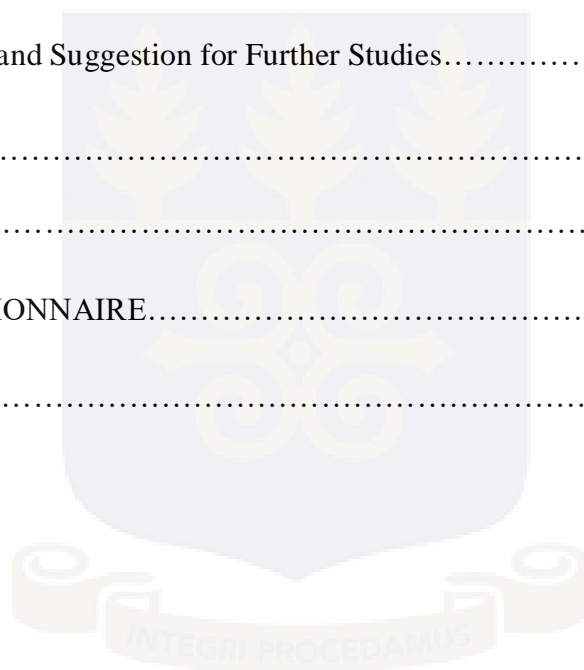 and Suggestion for Further Studies……………
……………………………………………………………
……………………………………………………………
IONNAIRE……………………………………………
……………………………………………………………
INTEGRI PROCEDAMUS